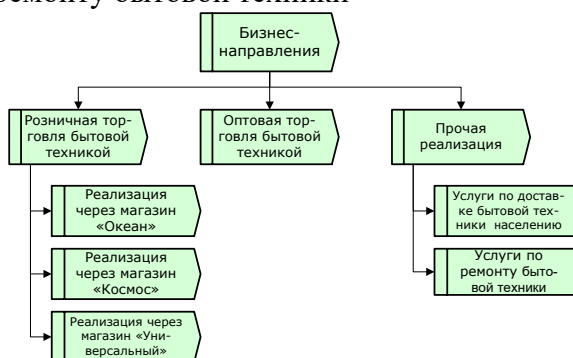 ремонту бытовой техники
Бизнес-
направления
Розничная тор-
говля бытовой
техникой
Оптовая тор-
говля бытовой
техникой
Прочая
реализация
Реализация
через магазин
«Океан»
Реализация
через магазин
«Космос»
Реализация через
магазин «Уни-
версальный»
Услуги по достав-
ке бытовой тех-
ники населению
Услуги по
ремонту быто-
вой техники